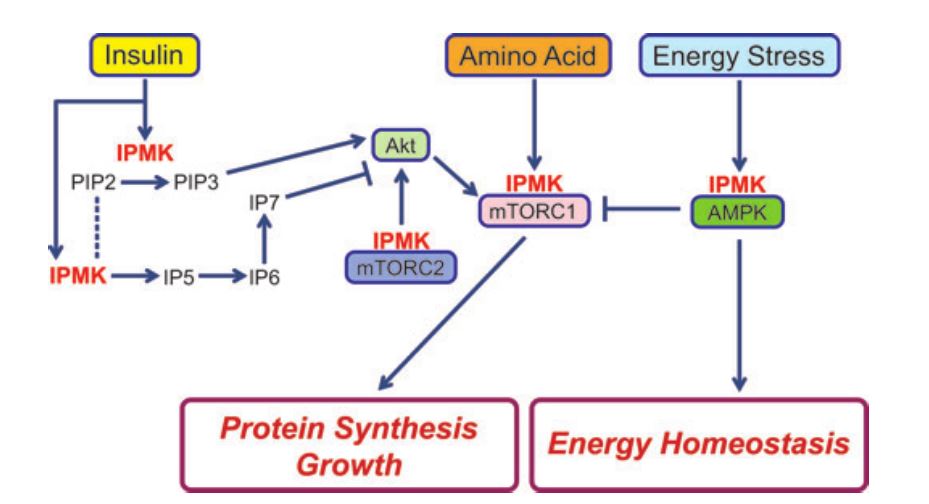 Insulin
Amino Acid
Energy Stress
IPMK
PIP2
PIP3
Akt
IP7
IPMK
mTORC1
IPMK
AMPK
IPMK
mTORC2
IPMK
IP5
IP6
Protein Synthesis
Growth
Energy Homeostasis